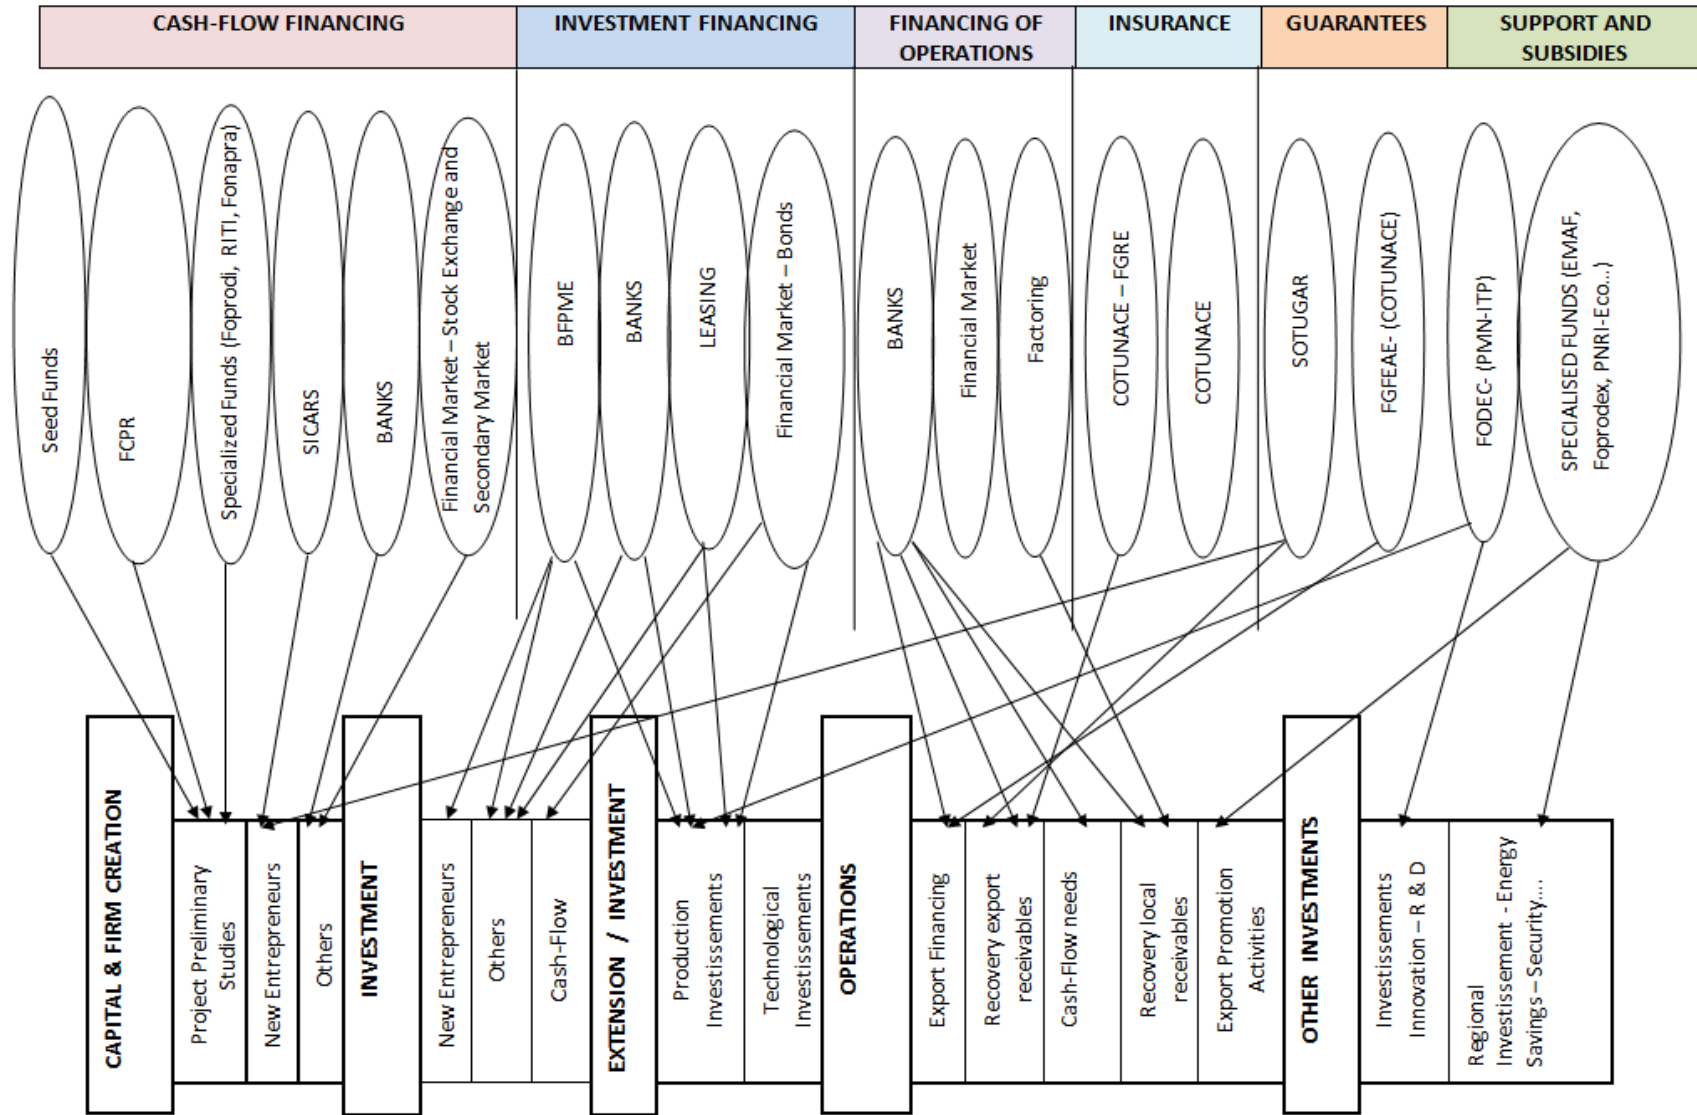 CASH-FLOW FINANCING
INVESTMENT FINANCING
FINANCING OF
OPERATIONS
INSURANCE
GUARANTEES
SUPPORT AND
SUBSIDIES
Seed Funds
FCPR
Specialized Funds (Foprodi, RITI, Fonapra)
SICARS
BANKS
Financial Market – Stock Exchange and
Secondary Market
BFPME
BANKS
LEASING
Financial Market – Bonds
BANKS
Financial Market
Factoring
COTUNACE – FGRE
COTUNACE
SOTUGAR
FGFEAE- (COTUNACE)
FODEC- (PMN-ITP)
SPECIALISED FUNDS (EMAF,
Foprodex, PNRI-Eco...)
CAPITAL & FIRM CREATION
Project Preliminary
Studies
New Entrepreneurs
Others
INVESTMENT
New Entrepreneurs
Others
Cash-Flow
EXTENSION / INVESTMENT
Production
Investissements
Technological
Investissements
OPERATIONS
Export Financing
Recovery export
receivables
Cash-Flow needs
Recovery local
receivables
Export Promotion
Activities
OTHER INVESTMENTS
Investissements
Innovation – R & D
Regional
Investissement - Energy
Savings – Security....